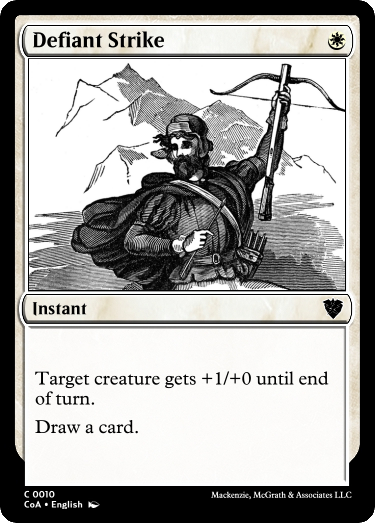 Defiant Strike
Instant
Target creature gets +1/+0 until end
of turn.
Draw a card.
C 0010
CoA • English
Mackenzie, McGrath & Associates LLC